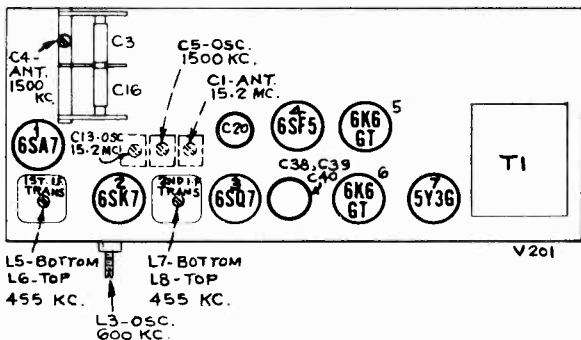 C4-
ANT.
1500
KC.
C3
C16
C5-OSC.
1500 KC.
C1-ANT.
15.2 MC.
C13-OSC
15.2 MC.
C20
4
6SF5
5
6K6
GT
1
6SA7
1ST. I.F.
TRANS
2
6SK7
2ND I.F.
TRANS
3
6SQ7
C38, C39
C40
6
6K6
GT
7
5Y3G
T1
V201
L5-BOTTOM
L6-TOP
455 KC.
L7-BOTTOM
L8-TOP
455 KC.
L3-OSC.
600 KC.